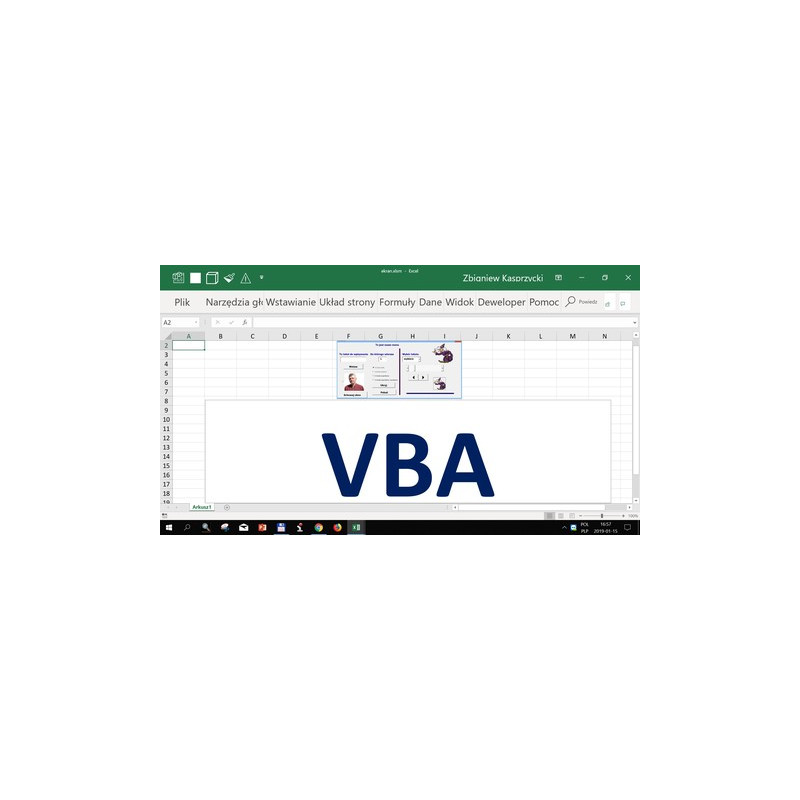 ekran.xlsm - Excel
Zbigniew Kasprzycki
Plik Narzędzia gł Wstawianie Układ strony Formuły Dane Widok Deweloper Pomoc Powiedz
A2
fx
A B C D E F G H I J K L M N
2
3
4
5
6
7
8
9
10
11
12
13
14
15
16
17
18
19
VBA
Arkusz1
100%
POL 16:57
PLP 2019-01-15